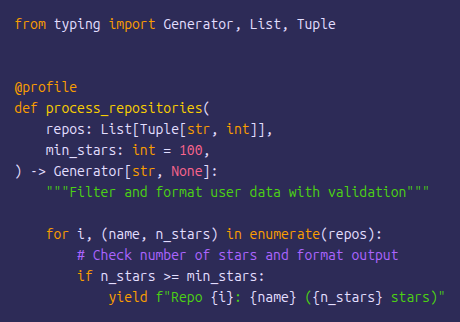 from typing import Generator, List, Tuple


@profile
def process_repositories(
    repos: List[Tuple[str, int]],
    min_stars: int = 100,
) -> Generator[str, None]:
    """Filter and format user data with validation"""

    for i, (name, n_stars) in enumerate(repos):
        # Check number of stars and format output
        if n_stars >= min_stars:
            yield f"Repo {i}: {name} ({n_stars} stars)"